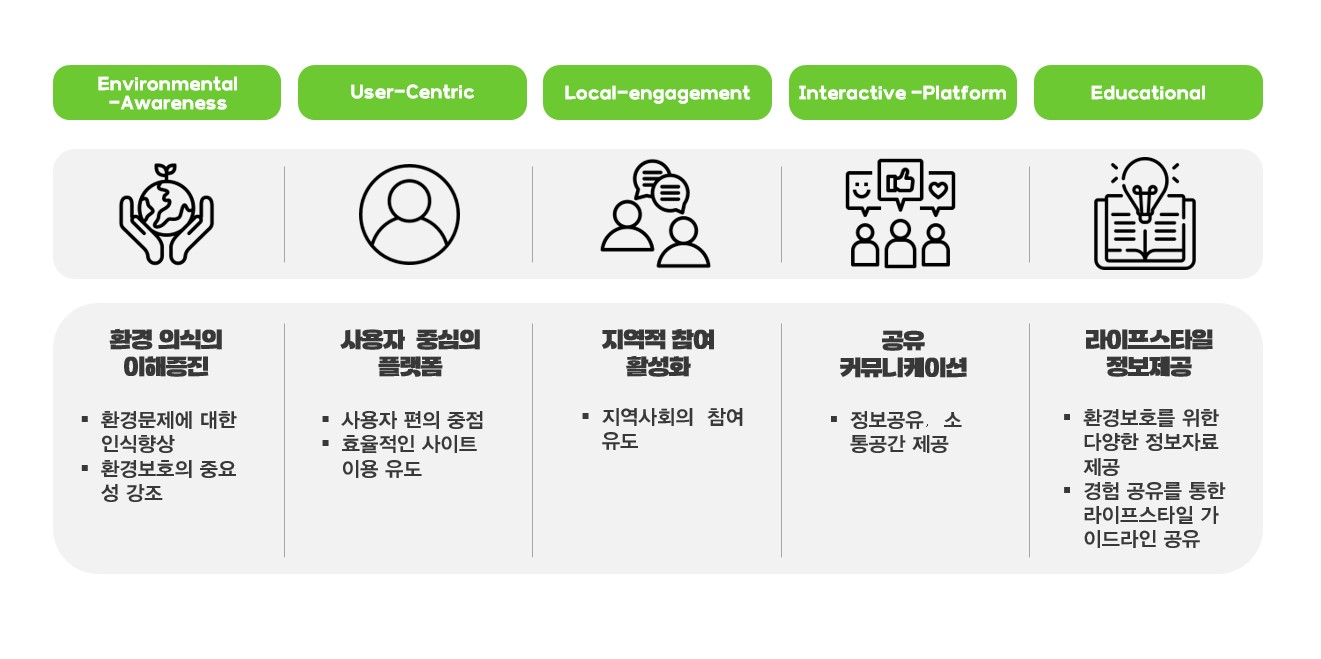 Environmental
-Awareness
User-Centric
Local-engagement
Interactive -Platform
Educational
환경 의식의
이해증진
▪ 환경문제에 대한
인식향상
▪ 환경보호의 중요
성 강조
사용자 중심의
플랫폼
▪ 사용자 편의 중점
▪ 효율적인 사이트
이용 유도
지역적 참여
활성화
▪ 지역사회의 참여
유도
공유
커뮤니케이션
▪ 정보공유, 소
통공간 제공
라이프스타일
정보제공
▪ 환경보호를 위한
다양한 정보자료
제공
▪ 경험 공유를 통한
라이프스타일 가
이드라인 공유